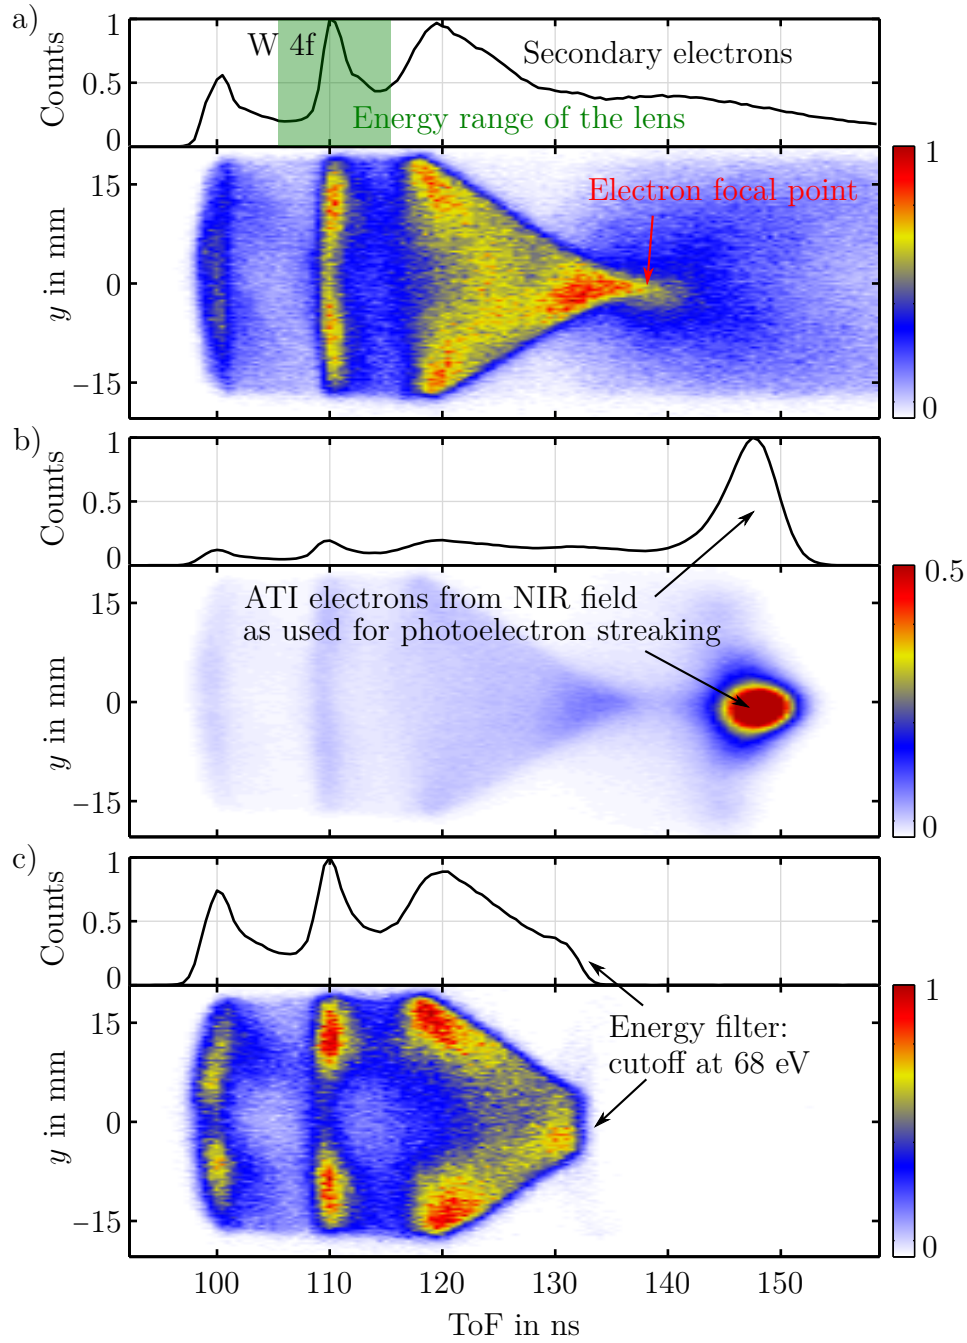 a)
1
0.5
0
Counts
W 4f
Secondary electrons
Energy range of the lens
15
0
−15
y in mm
Electron focal point
1
0
b)
1
0.5
0
Counts
15
0
−15
y in mm
ATI electrons from NIR field
as used for photoelectron streaking
0.5
0
c)
1
0.5
0
Counts
15
0
−15
y in mm
Energy filter:
cutoff at 68 eV
1
0
100 110 120 130 140 150
ToF in ns